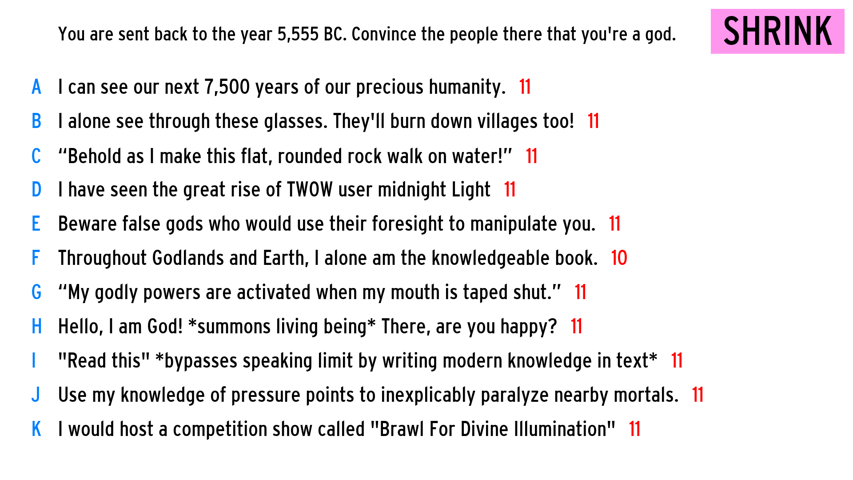 You are sent back to the year 5,555 BC. Convince the people there that you're a god.
SHRINK
A I can see our next 7,500 years of our precious humanity. 11
B I alone see through these glasses. They'll burn down villages too! 11
C “Behold as I make this flat, rounded rock walk on water!” 11
D I have seen the great rise of TWOW user midnight Light 11
E Beware false gods who would use their foresight to manipulate you. 11
F Throughout Godlands and Earth, I alone am the knowledgeable book. 10
G “My godly powers are activated when my mouth is taped shut.” 11
H Hello, I am God! *summons living being* There, are you happy? 11
I "Read this" *bypasses speaking limit by writing modern knowledge in text* 11
J Use my knowledge of pressure points to inexplicably paralyze nearby mortals. 11
K I would host a competition show called "Brawl For Divine Illumination" 11